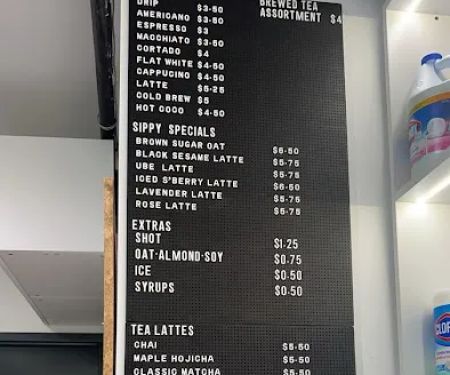 DRIP $3-50
AMERICANO $3-50
ESPRESSO $3
MACCHIATO $3-50
CORTADO $4
FLAT WHITE $4-50
CAPPUCINO $4-50
LATTE $5-25
COLD BREW $5
HOT COCO $4-50
BREWED TEA
ASSORTMENT $4
SIPPY SPECIALS
BROWN SUGAR OAT $6-50
BLACK SESAME LATTE $5-75
UBE LATTE $5-75
ICED S'BERRY LATTE $6-50
LAVENDER LATTE $5-75
ROSE LATTE $5-75
EXTRAS
SHOT $1-25
OAT-ALMOND-SOY $0-75
ICE $0-50
SYRUPS $0-50
TEA LATTES
CHAI $5-50
MAPLE HOJICHA $5-50
CLASSIC MATCHA $5-50
CLOR